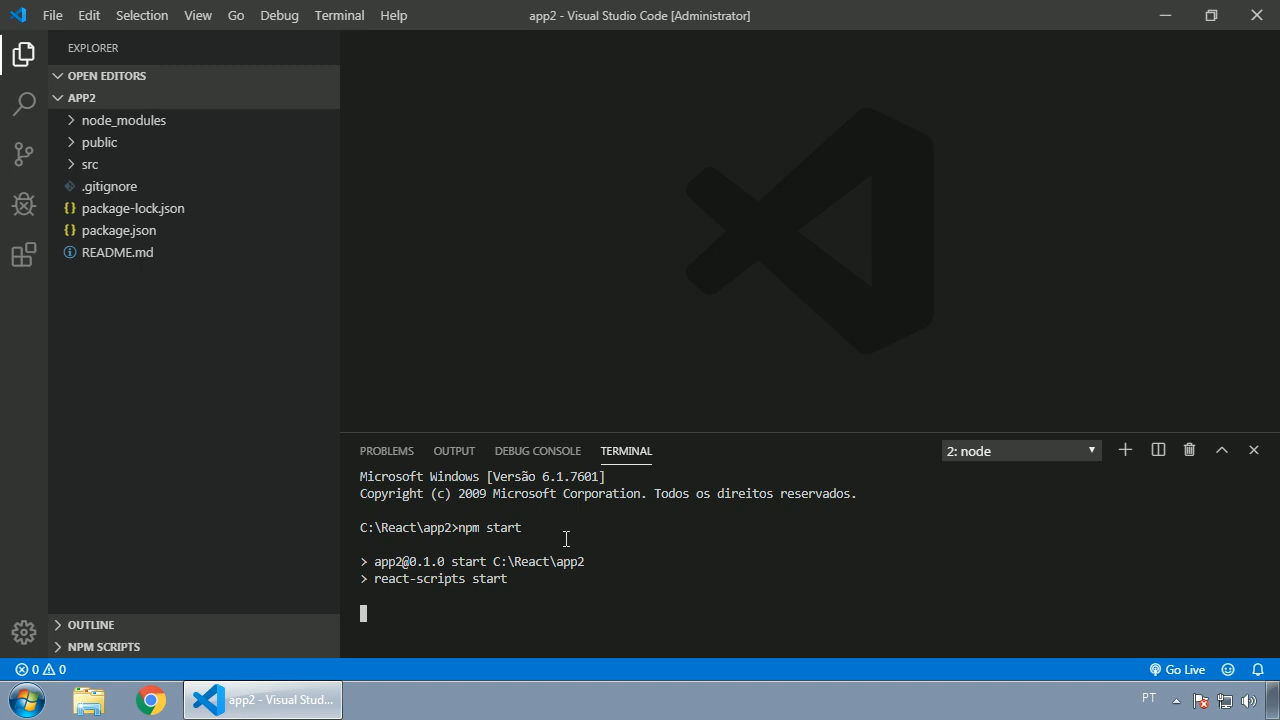 File Edit Selection View Go Debug Terminal Help
app2 - Visual Studio Code [Administrator]
EXPLORER
OPEN EDITORS
APP2
node_modules
public
src
.gitignore
package-lock.json
package.json
README.md
OUTLINE
NPM SCRIPTS
PROBLEMS OUTPUT DEBUG CONSOLE TERMINAL
2: node
Microsoft Windows [Versão 6.1.7601]
Copyright (c) 2009 Microsoft Corporation. Todos os direitos reservados.
C:\React\app2>npm start
> app2@0.1.0 start C:\React\app2
> react-scripts start
0 0
Go Live
app2 - Visual Stud...
PT